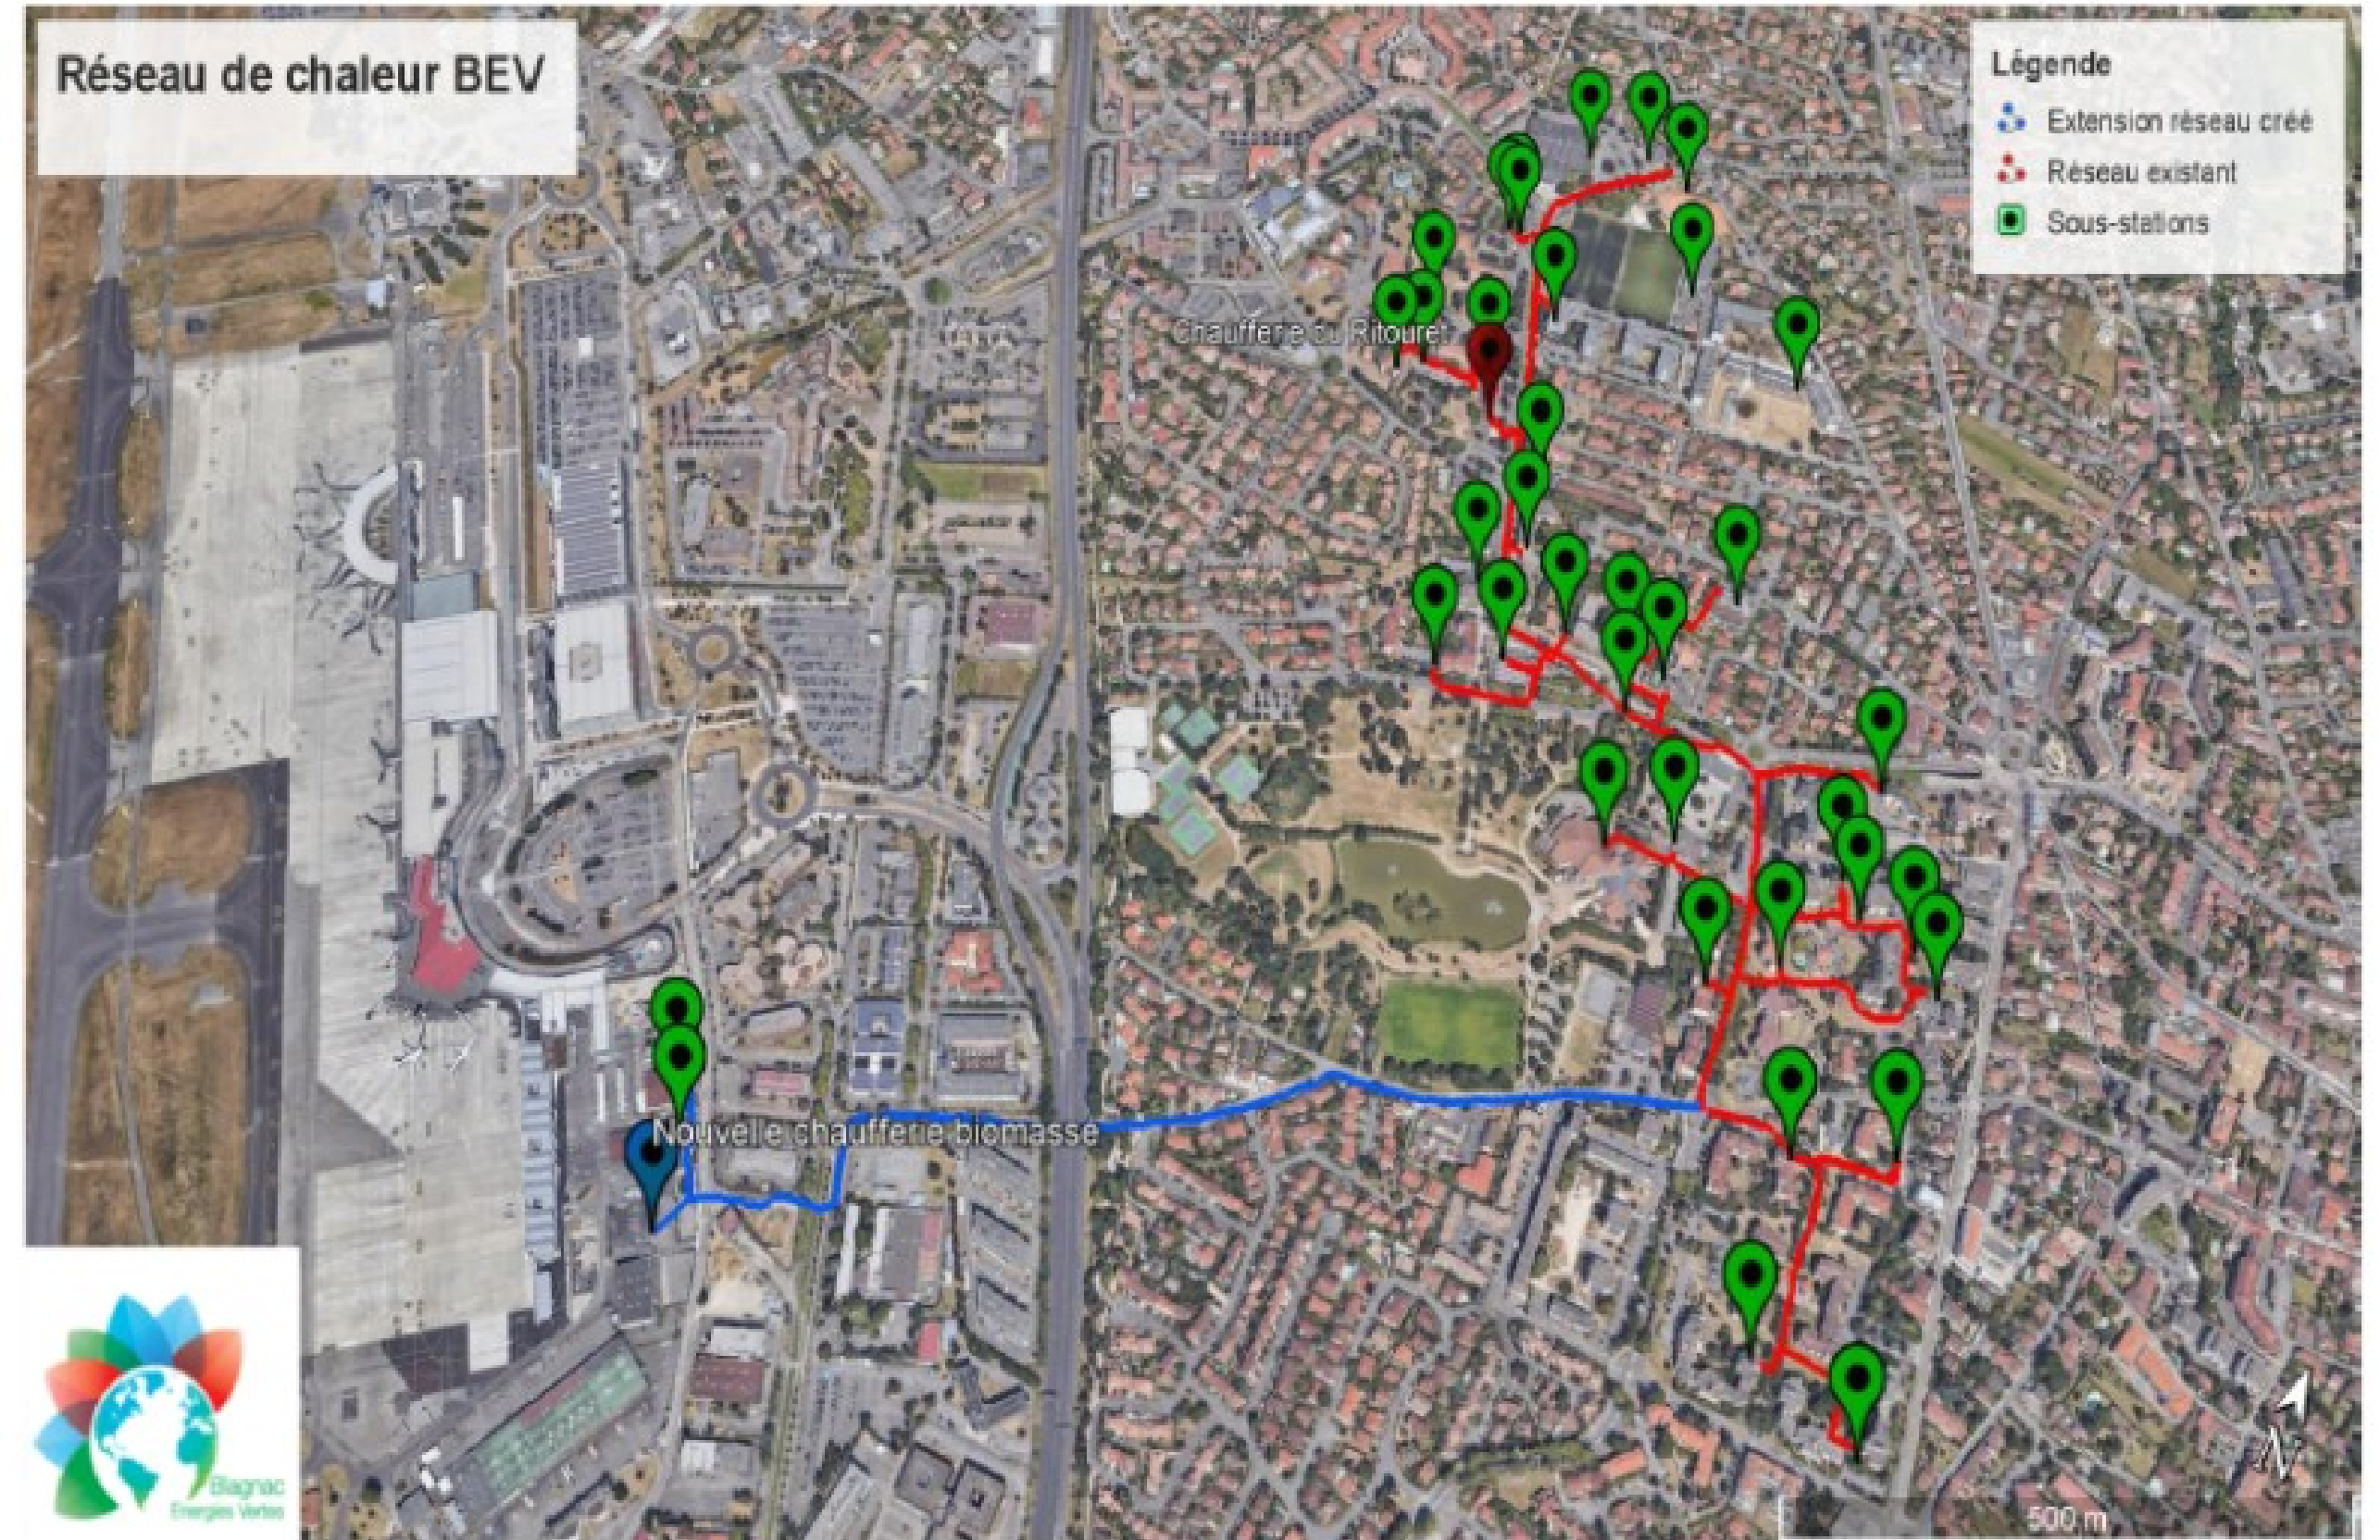 Réseau de chaleur BEV
Légende
Extension réseau créé
Réseau existant
Sous-stations
Chaufferie du Ritouret
Nouvelle chaufferie biomasse
Blagnac
Energies Vertes
N
500 m